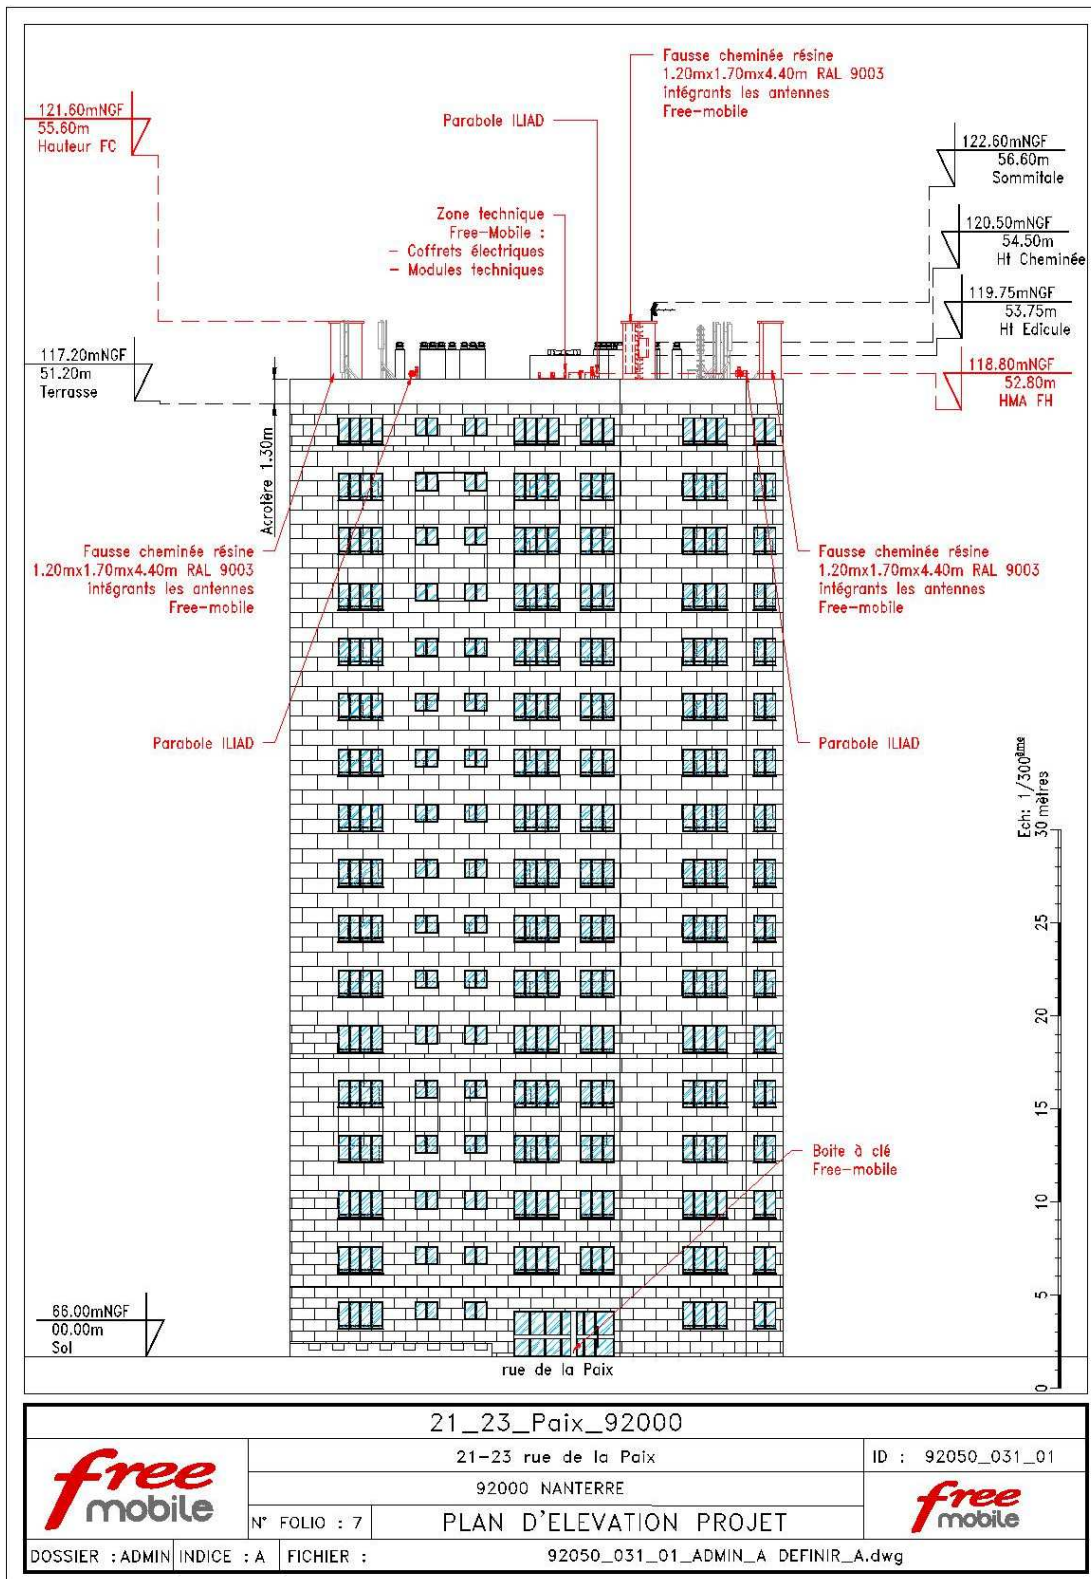 Fausse cheminée résine
1.20mx1.70mx4.40m RAL 9003
intégrants les antennes
Free-mobile
121.60mNGF
55.60m
Hauteur FC
Parabole ILIAD
122.60mNGF
56.60m
Sommitale
Zone technique
Free-Mobile :
- Coffrets électriques
- Modules techniques
120.50mNGF
54.50m
Ht Cheminée
119.75mNGF
53.75m
Ht Edicule
117.20mNGF
51.20m
Terrasse
118.80mNGF
52.80m
HMA FH
Acrotère 1.30m
Fausse cheminée résine
1.20mx1.70mx4.40m RAL 9003
intégrants les antennes
Free-mobile
Fausse cheminée résine
1.20mx1.70mx4.40m RAL 9003
intégrants les antennes
Free-mobile
Parabole ILIAD
Parabole ILIAD
Ech: 1/300ème
30 mètres
25
20
15
10
5
0
Boite à clé
Free-mobile
66.00mNGF
00.00m
Sol
rue de la Paix
21_23_Paix_92000
free
mobile
21-23 rue de la Paix
ID : 92050_031_01
92000 NANTERRE
free
mobile
N° FOLIO : 7
PLAN D'ELEVATION PROJET
DOSSIER : ADMIN
INDICE : A
FICHIER :
92050_031_01_ADMIN_A DEFINIR_A.dwg